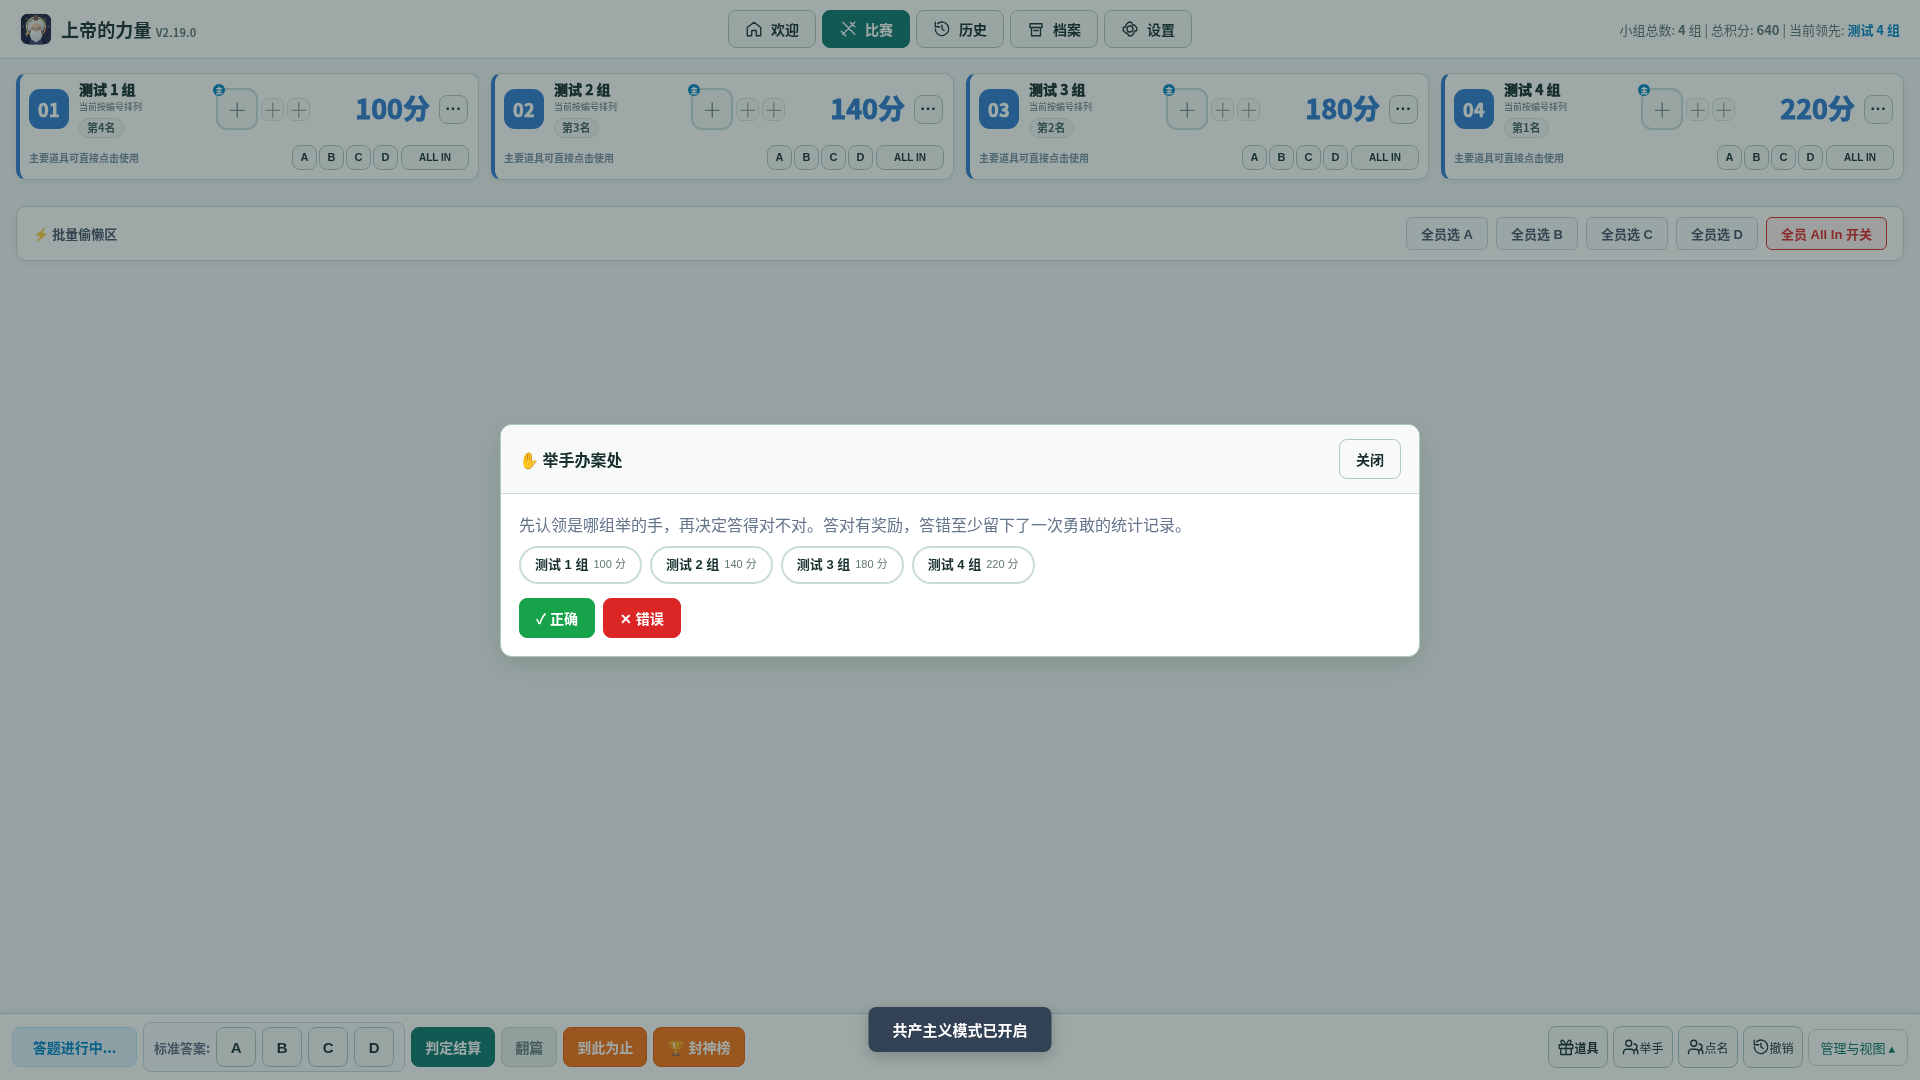 上帝的力量 V2.19.0
欢迎
比赛
历史
档案
设置
小组总数: 4 组 | 总积分: 640 | 当前领先: 测试 4 组
01
测试 1 组
当前按编号排列
第4名
主
100分
...
主要道具可直接点击使用
A B C D ALL IN
02
测试 2 组
当前按编号排列
第3名
主
140分
...
主要道具可直接点击使用
A B C D ALL IN
03
测试 3 组
当前按编号排列
第2名
主
180分
...
主要道具可直接点击使用
A B C D ALL IN
04
测试 4 组
当前按编号排列
第1名
主
220分
...
主要道具可直接点击使用
A B C D ALL IN
⚡ 批量偷懒区
全员选 A
全员选 B
全员选 C
全员选 D
全员 All In 开关
✋ 举手办案处
关闭
先认领是哪组举的手，再决定答得对不对。答对有奖励，答错至少留下了一次勇敢的统计记录。
测试 1 组 100 分
测试 2 组 140 分
测试 3 组 180 分
测试 4 组 220 分
✓ 正确
✕ 错误
共产主义模式已开启
答题进行中...
标准答案: A B C D
判定结算
翻篇
到此为止
🏆 封神榜
道具
举手
点名
撤销
管理与视图 ▴